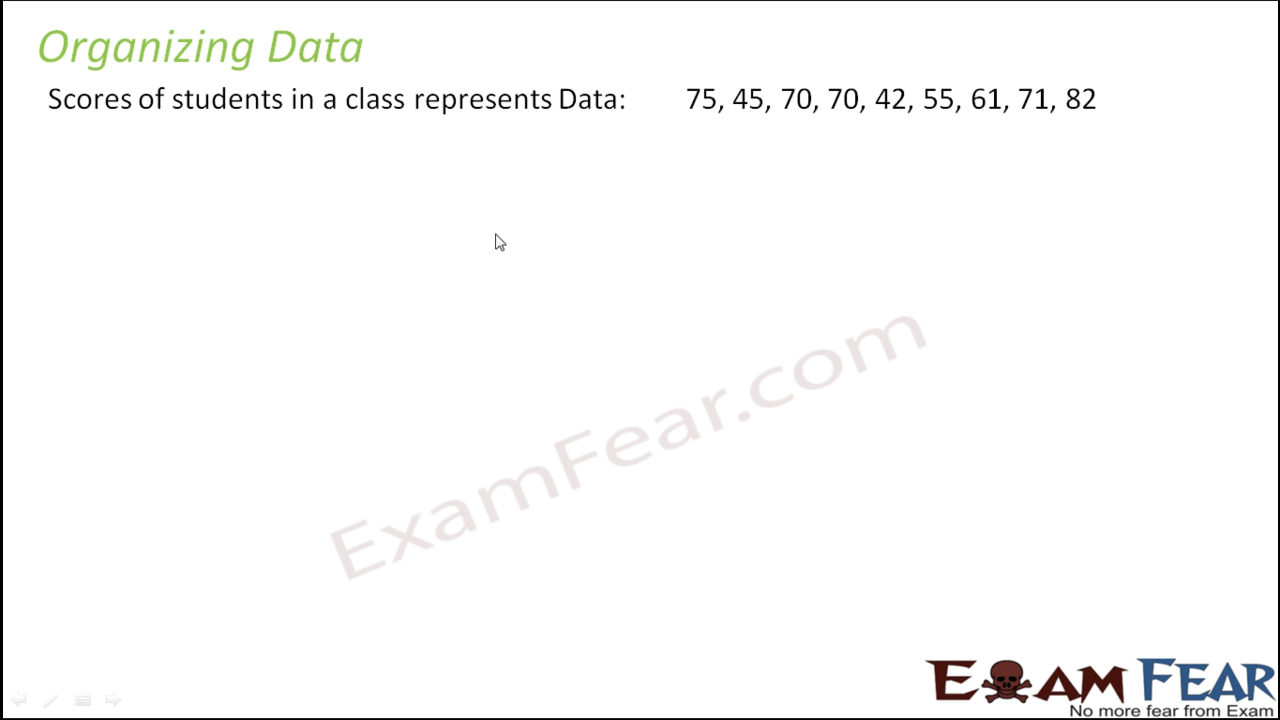 Organizing Data
Scores of students in a class represents Data: 75, 45, 70, 70, 42, 55, 61, 71, 82
ExamFear.com
EXAM FEAR
No more fear from Exam